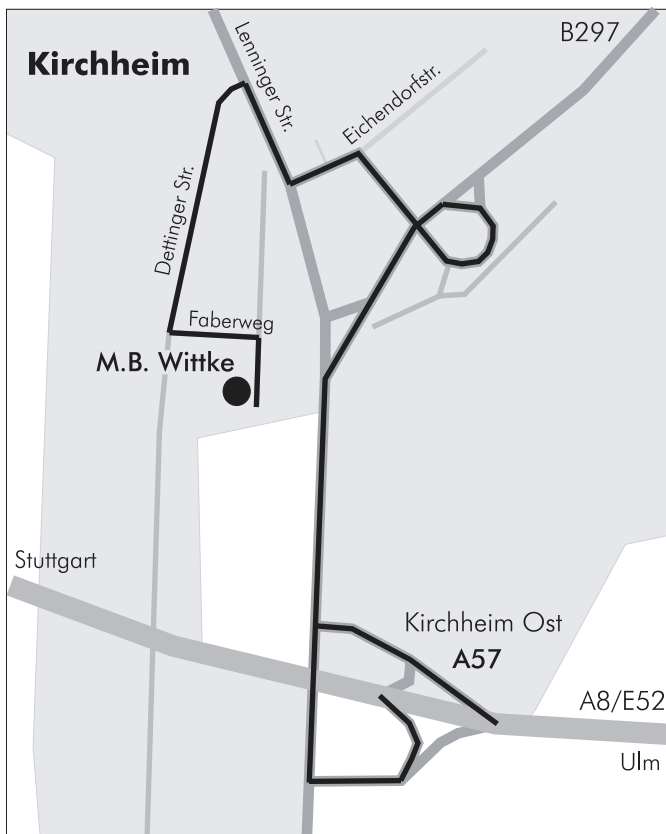 B297
Kirchheim
Lenninger Str.
Eichendorfstr.
Dettinger Str.
Faberweg
M.B. Wittke
Stuttgart
Kirchheim Ost
A57
A8/E52
Ulm